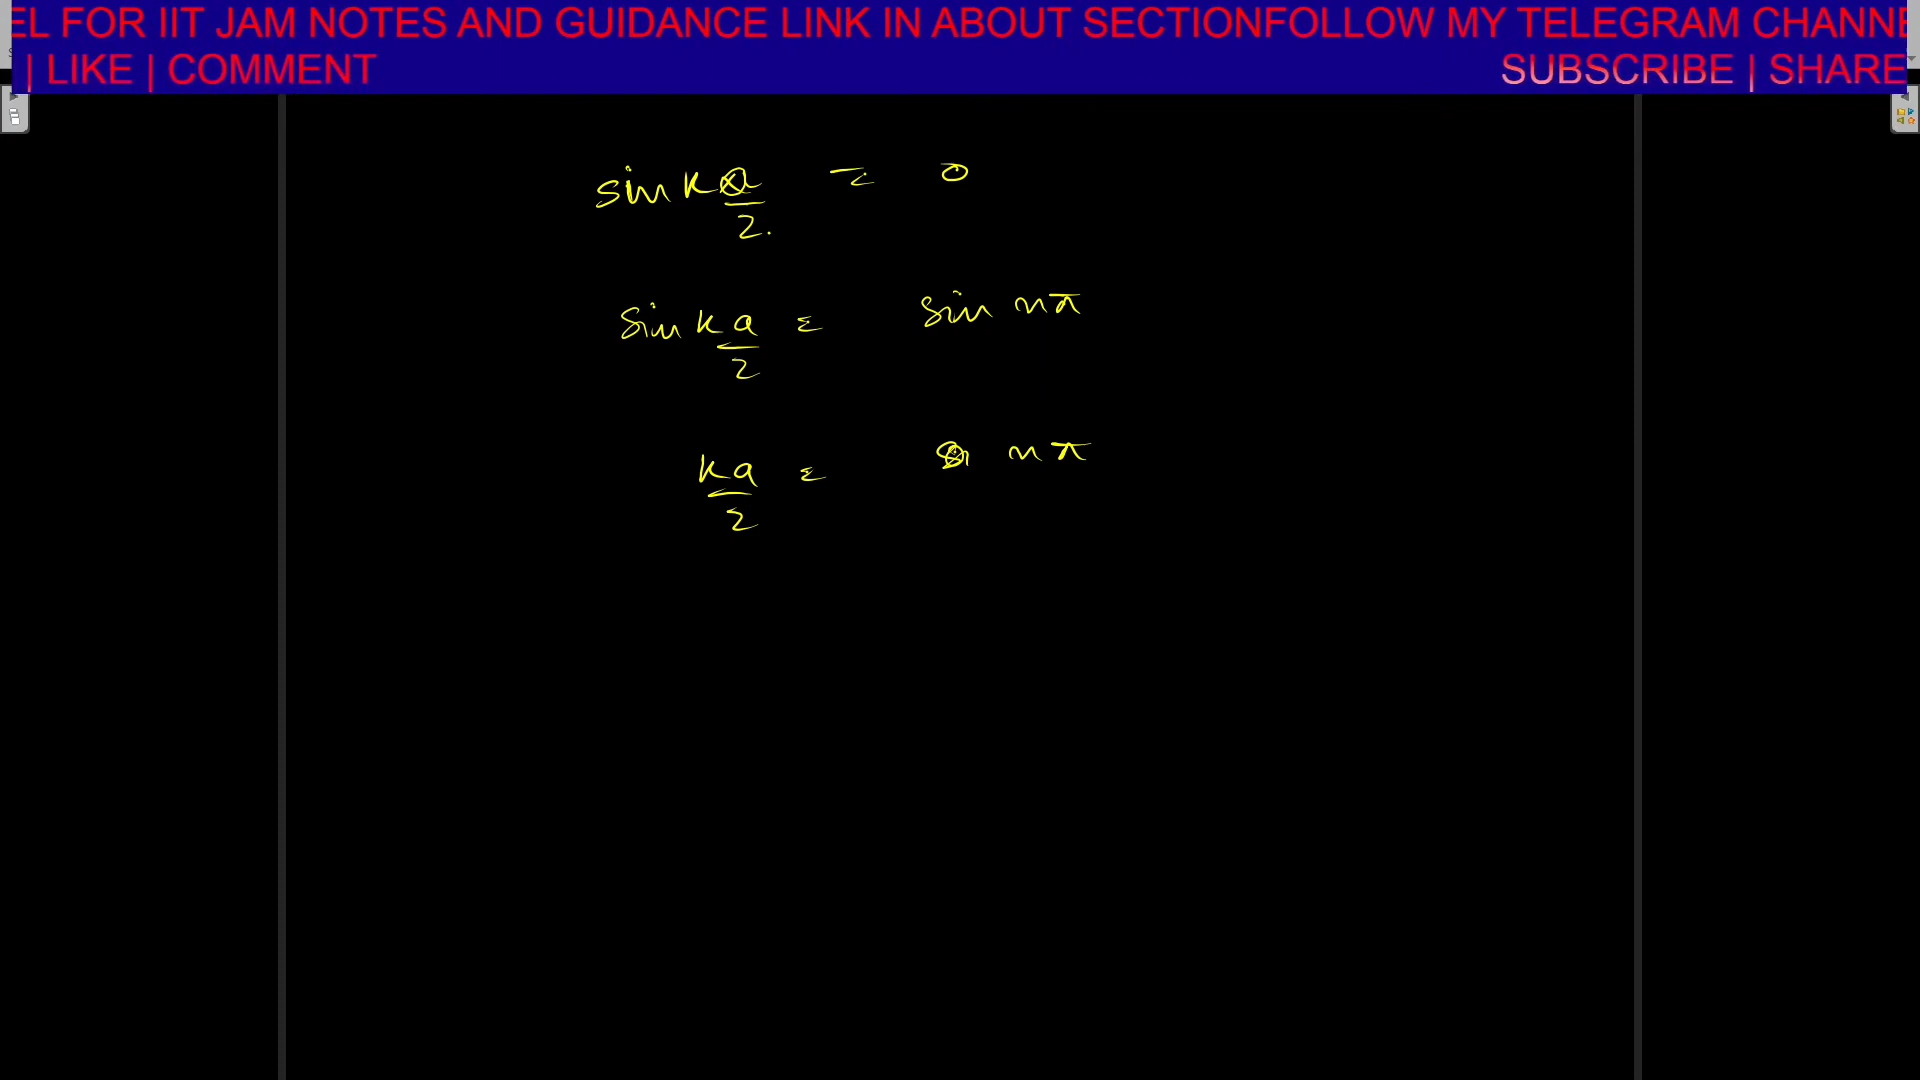 EL FOR IIT JAM NOTES AND GUIDANCE LINK IN ABOUT SECTIONFOLLOW MY TELEGRAM CHANNE
| LIKE | COMMENT SUBSCRIBE | SHARE
sin ka/2 = 0
sin ka/2 = sin nπ
ka/2 = nπ